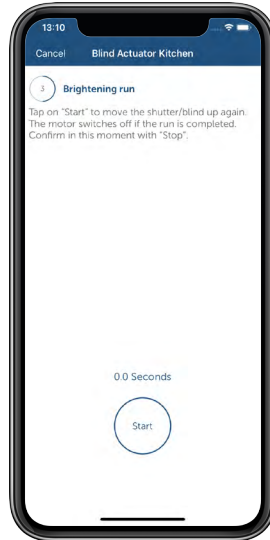 13:10
Cancel Blind Actuator Kitchen
3 Brightening run
Tap on "Start" to move the shutter/blind up again.
The motor switches off if the run is completed.
Confirm in this moment with "Stop".
0.0 Seconds
Start